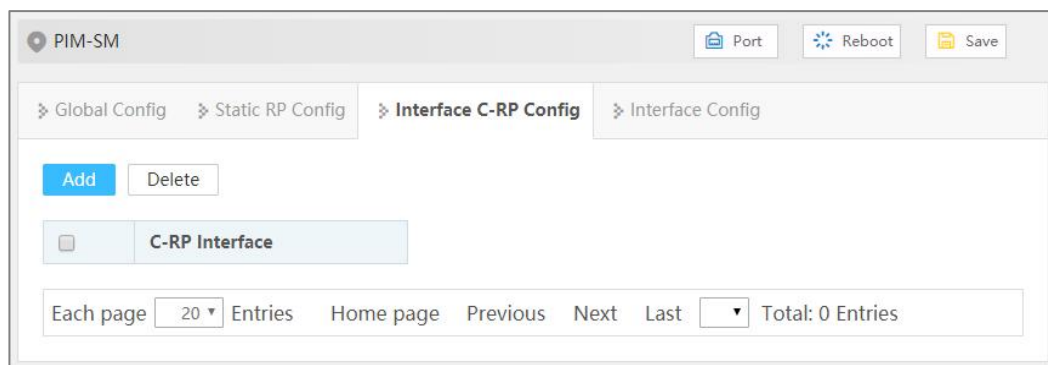 PIM-SM Port Reboot Save
Global Config Static RP Config Interface C-RP Config Interface Config
Add Delete
C-RP Interface
Each page 20 Entries Home page Previous Next Last Total: 0 Entries